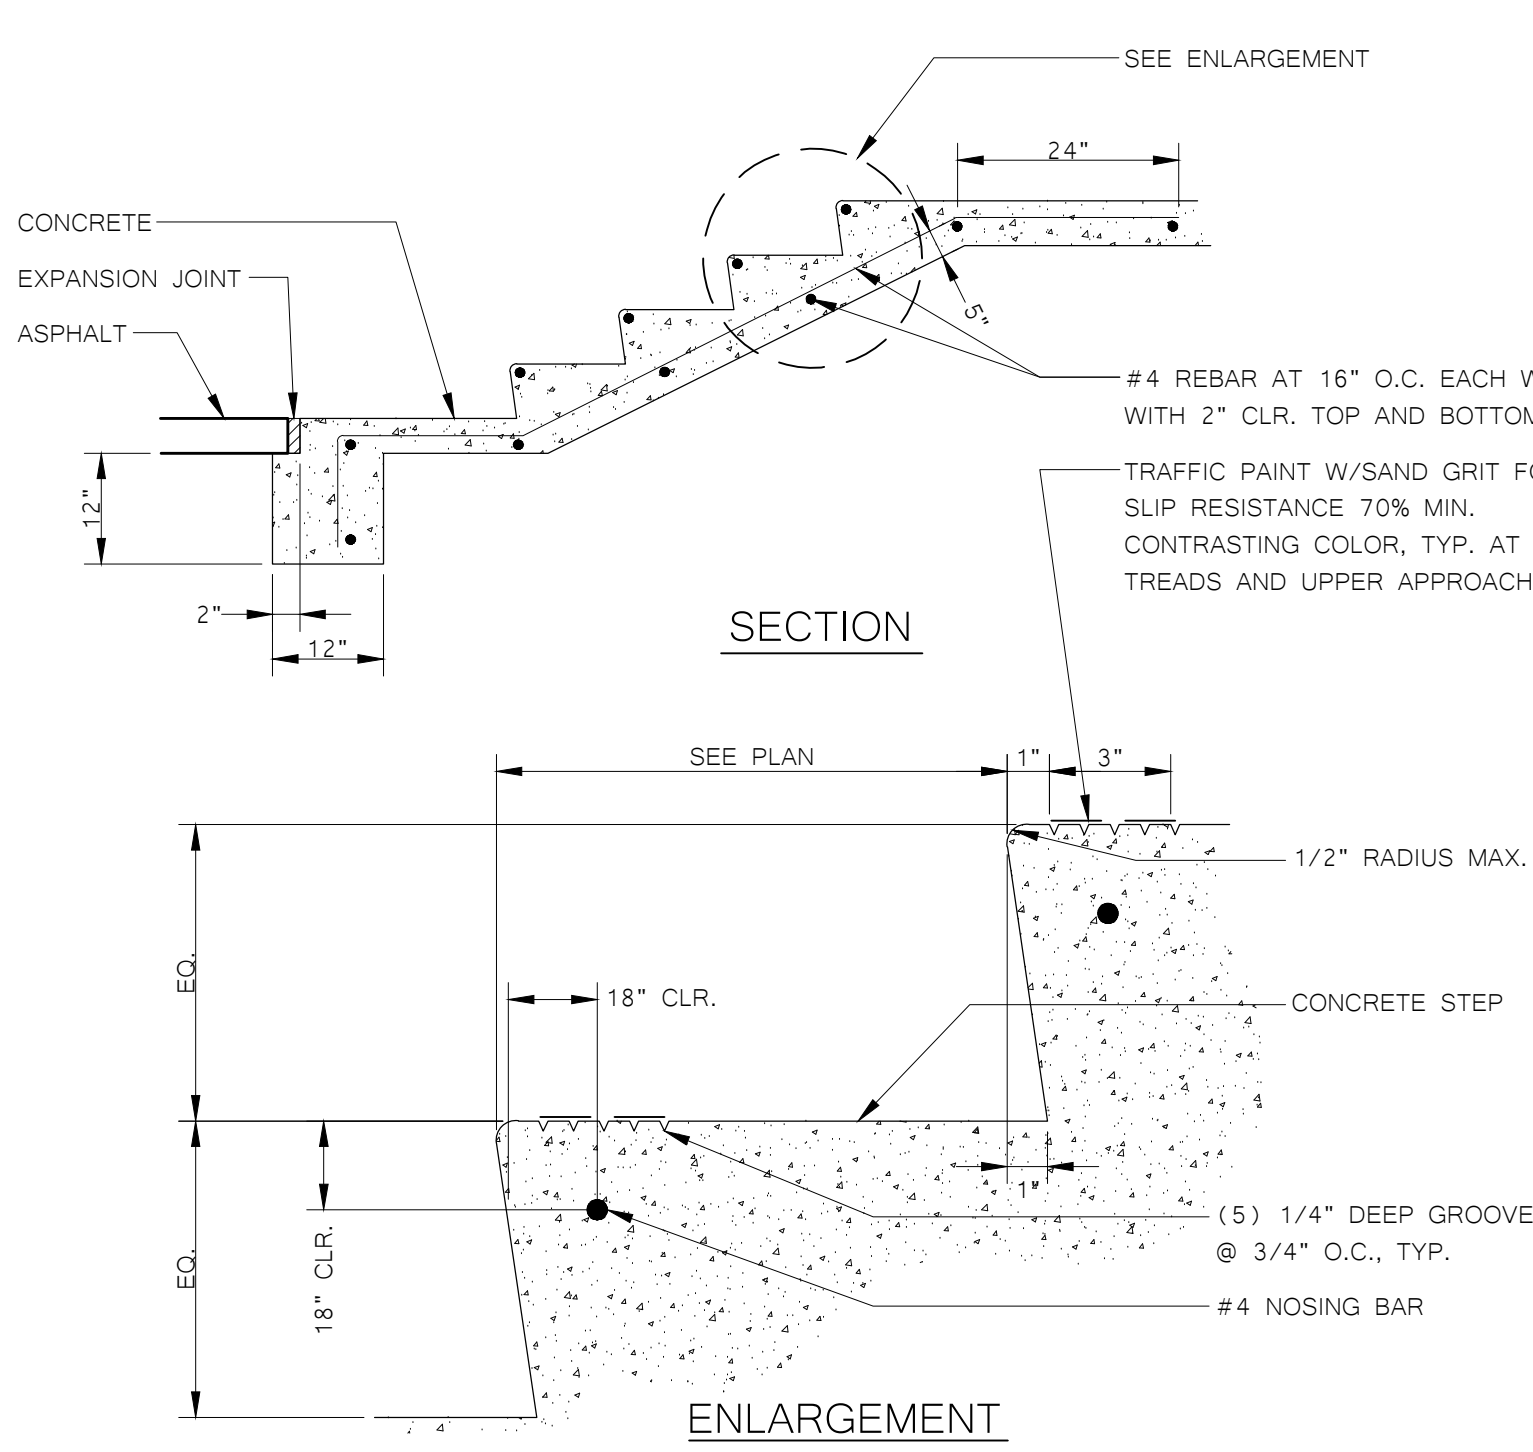 SEE ENLARGEMENT
24"
CONCRETE
EXPANSION JOINT
ASPHALT
5"
#4 REBAR AT 16" O.C. EACH
WITH 2" CLR. TOP AND BOTTOM
12"
TRAFFIC PAINT W/SAND GRIT
SLIP RESISTANCE 70% MIN.
CONTRASTING COLOR, TYP. AT
TREADS AND UPPER APPROACH
2"
12"
SECTION
SEE PLAN
1"
3"
1/2" RADIUS MAX.
EQ.
18" CLR.
CONCRETE STEP
1"
(5) 1/4" DEEP GROOVE
@ 3/4" O.C., TYP.
EQ.
18" CLR.
#4 NOSING BAR
ENLARGEMENT